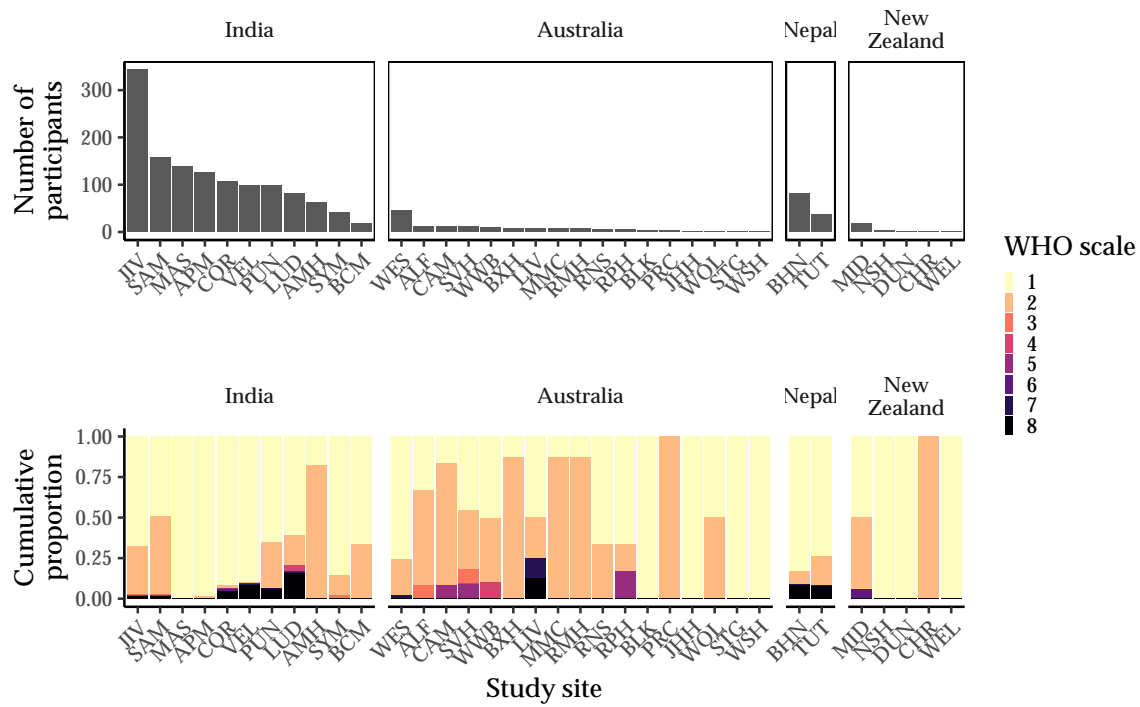 India
Australia
Nepal
New
Zealand
Number of
participants
300
200
100
0
JIV SAM MAS APM COR VEL PUN LUD AMH SYM BCM
WES ALF CAM SVH WWB BXH LIV MMC RMH RNS RPH BLK PRC JHH WOL STG WSH
BHN TUT
MID NSH DUN CHR WEL
India
Australia
Nepal
New
Zealand
Cumulative
proportion
1.00
0.75
0.50
0.25
0.00
JIV SAM MAS APM COR VEL PUN LUD AMH SYM BCM
WES ALF CAM SVH WWB BXH LIV MMC RMH RNS RPH BLK PRC JHH WOL STG WSH
BHN TUT
MID NSH DUN CHR WEL
Study site
WHO scale
1
2
3
4
5
6
7
8